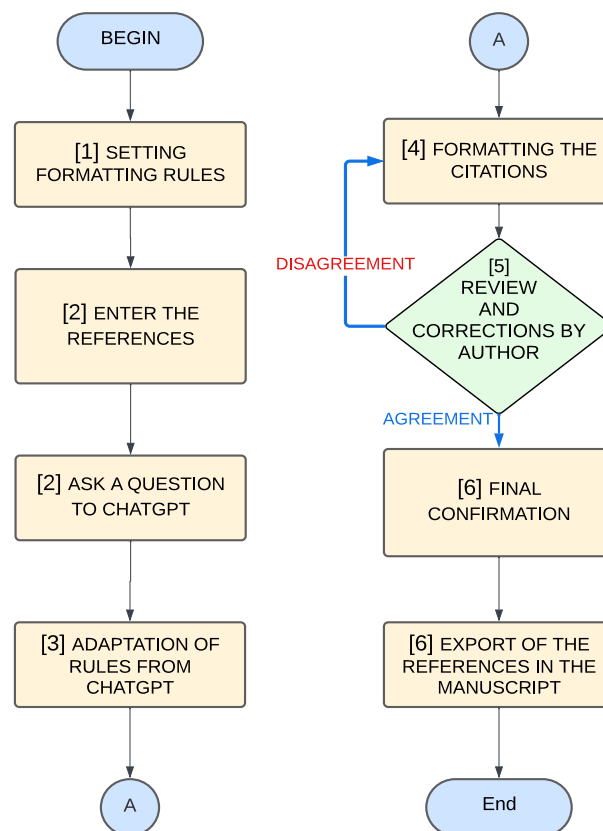 BEGIN
[1] SETTING
FORMATTING RULES
[2] ENTER THE
REFERENCES
[2] ASK A QUESTION
TO CHATGPT
[3] ADAPTATION OF
RULES FROM
CHATGPT
A
A
[4] FORMATTING THE
CITATIONS
DISAGREEMENT
[5]
REVIEW
AND
CORRECTIONS BY
AUTHOR
AGREEMENT
[6] FINAL
CONFIRMATION
[6] EXPORT OF THE
REFERENCES IN THE
MANUSCRIPT
End